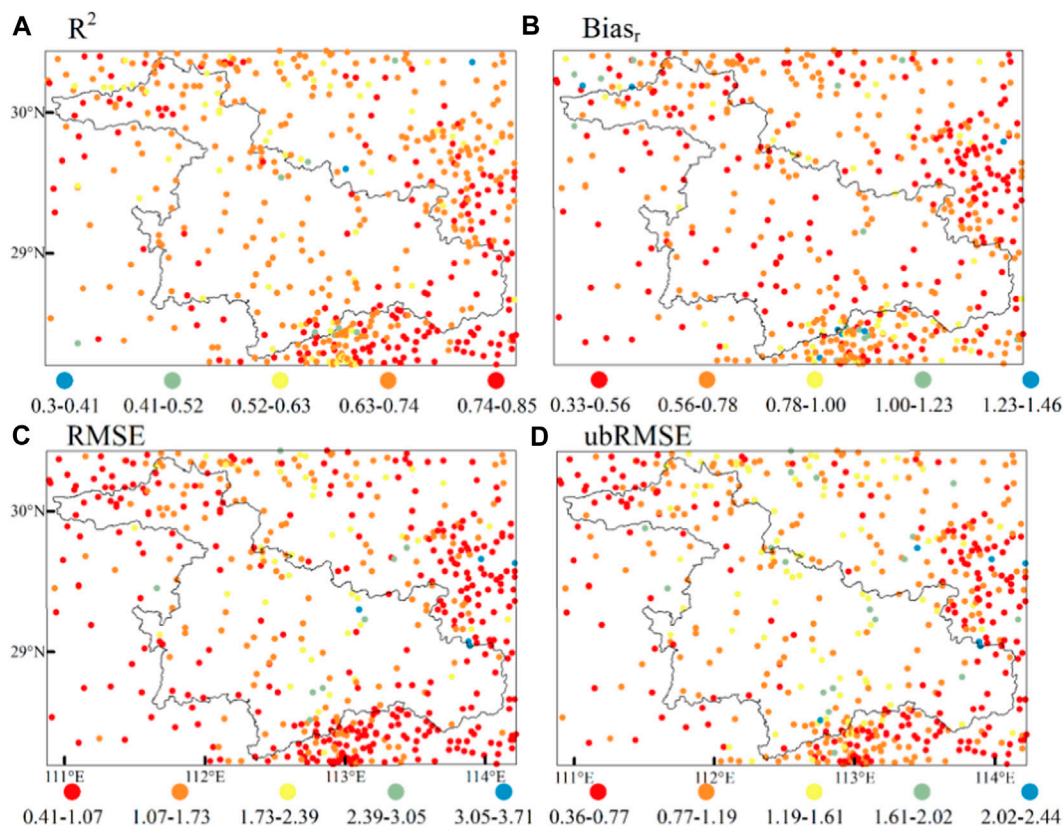 A R²
B Biasᵣ
30°N
29°N
0.3-0.41 0.41-0.52 0.52-0.63 0.63-0.74 0.74-0.85
0.33-0.56 0.56-0.78 0.78-1.00 1.00-1.23 1.23-1.46
C RMSE
D ubRMSE
30°N
29°N
111°E 112°E 113°E 114°E
111°E 112°E 113°E 114°E
0.41-1.07 1.07-1.73 1.73-2.39 2.39-3.05 3.05-3.71
0.36-0.77 0.77-1.19 1.19-1.61 1.61-2.02 2.02-2.44